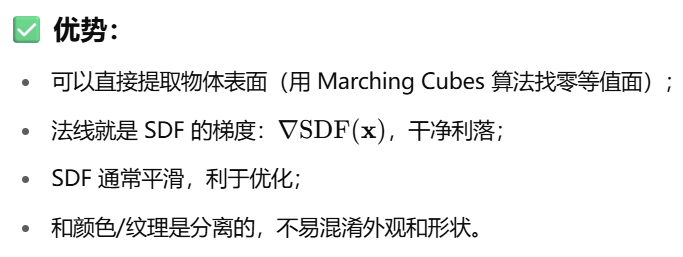 ✅ 优势：
• 可以直接提取物体表面（用 Marching Cubes 算法找零等值面）；
• 法线就是 SDF 的梯度：∇SDF(𝐱)，干净利落；
• SDF 通常平滑，利于优化；
• 和颜色/纹理是分离的，不易混淆外观和形状。